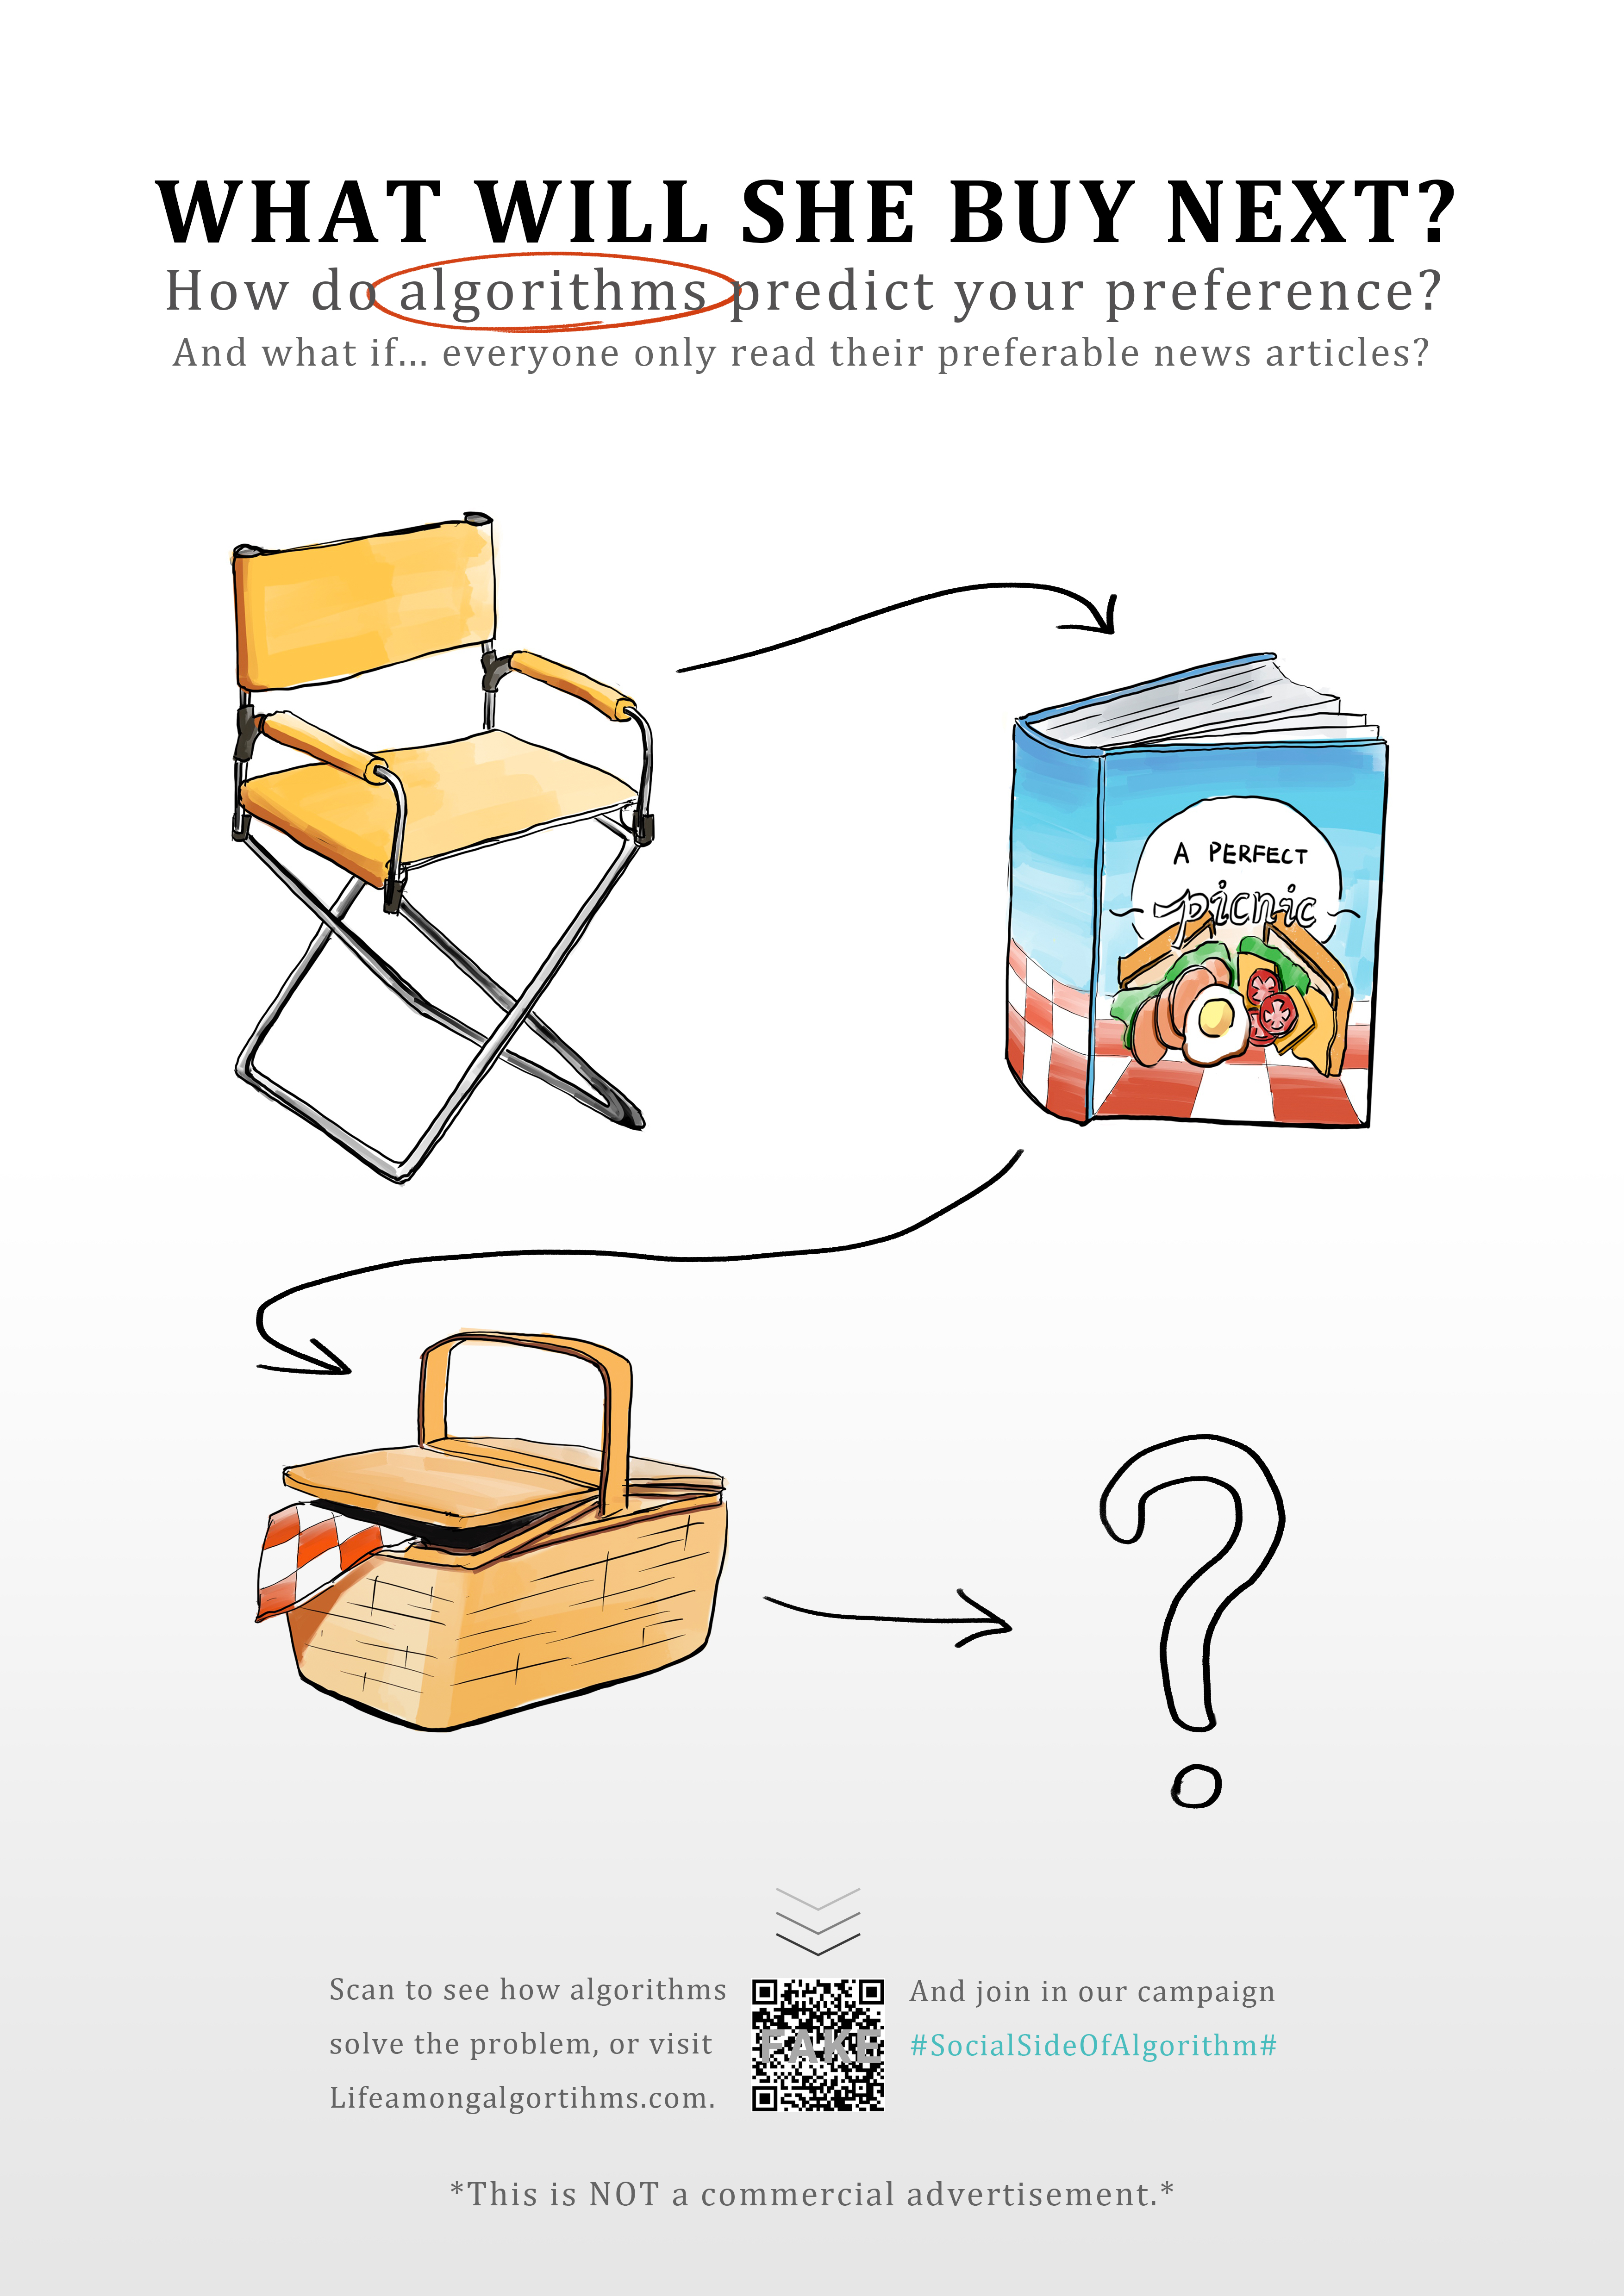 WHAT WILL SHE BUY NEXT?
How do algorithms predict your preference?
And what if... everyone only read their preferable news articles?
A PERFECT
picnic
Scan to see how algorithms
solve the problem, or visit
Lifeamongalgortihms.com.
FAKE
And join in our campaign
#SocialSideOfAlgorithm#
*This is NOT a commercial advertisement.*